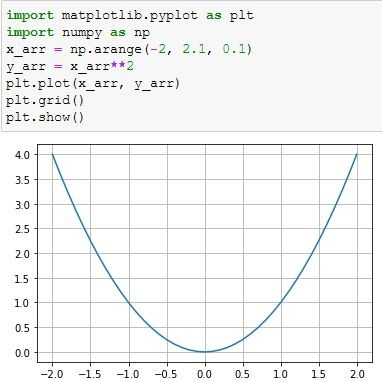 import matplotlib.pyplot as plt
import numpy as np
x_arr = np.arange(-2, 2.1, 0.1)
y_arr = x_arr**2
plt.plot(x_arr, y_arr)
plt.grid()
plt.show()
4.0
3.5
3.0
2.5
2.0
1.5
1.0
0.5
0.0
−2.0 −1.5 −1.0 −0.5 0.0 0.5 1.0 1.5 2.0